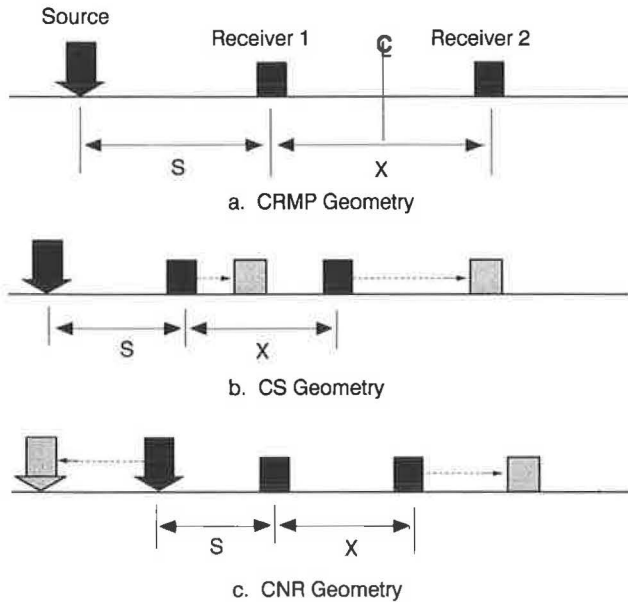 Source
Receiver 1
℄
Receiver 2
S
X
a. CRMP Geometry
S
X
b. CS Geometry
S
X
c. CNR Geometry